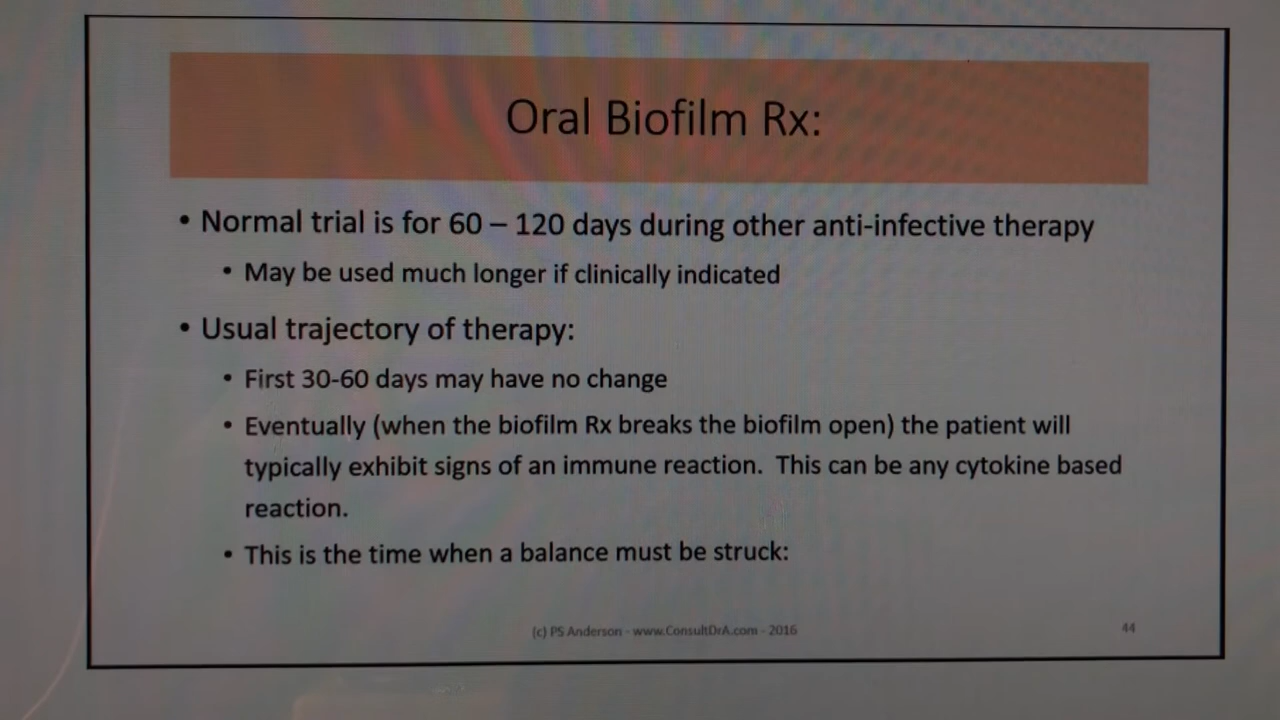 Oral Biofilm Rx:
• Normal trial is for 60 – 120 days during other anti-infective therapy
• May be used much longer if clinically indicated
• Usual trajectory of therapy:
• First 30-60 days may have no change
• Eventually (when the biofilm Rx breaks the biofilm open) the patient will
typically exhibit signs of an immune reaction.  This can be any cytokine based
reaction.
• This is the time when a balance must be struck:
(c) PS Anderson - www.ConsultDrA.com - 2016
44